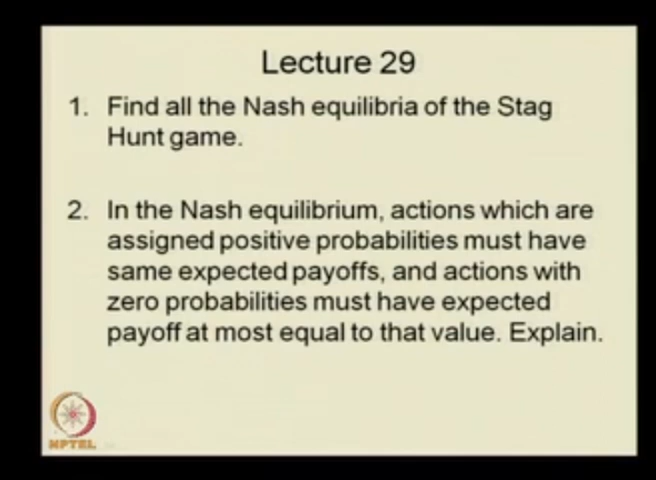 Lecture 29
1. Find all the Nash equilibria of the Stag
Hunt game.
2. In the Nash equilibrium, actions which are
assigned positive probabilities must have
same expected payoffs, and actions with
zero probabilities must have expected
payoff at most equal to that value. Explain.
NPTEL